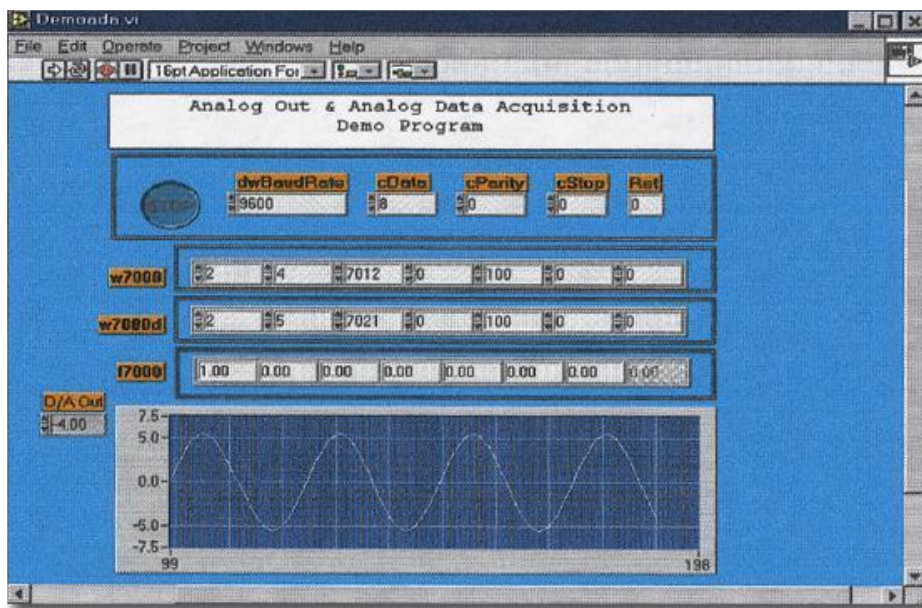 Demoada.vi
File Edit Operate Project Windows Help
16pt Application For
Analog Out & Analog Data Acquisition
Demo Program
STOP
dwBaudRate cData cParity cStop Ret
9600 8 0 0 0
w7000 2 4 7012 0 100 0 0
w7000d 2 5 7021 0 100 0 0
f7000 1.00 0.00 0.00 0.00 0.00 0.00 0.00 0.00
D/A Out
-4.00
7.5
5.0
0.0
-5.0
-7.5
99 198